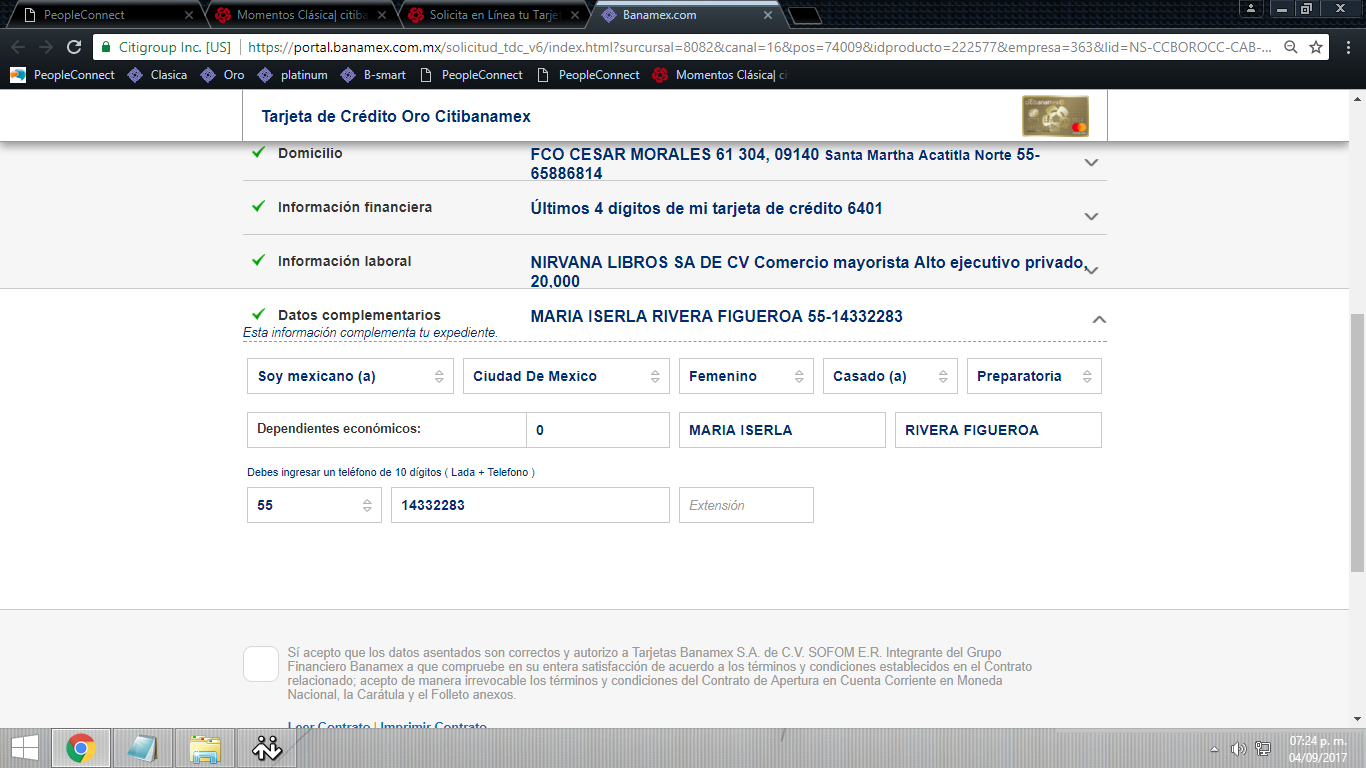 PeopleConnect
Momentos Clásica| citiba
Solicita en Línea tu Tarje
Banamex.com
Citigroup Inc. [US] | https://portal.banamex.com.mx/solicitud_tdc_v6/index.html?surcursal=8082&canal=16&pos=74009&idproducto=222577&empresa=363&lid=NS-CCBOROCC-CAB-...
PeopleConnect Clasica Oro platinum B-smart PeopleConnect PeopleConnect Momentos Clásica| ci
Tarjeta de Crédito Oro Citibanamex
Domicilio
FCO CESAR MORALES 61 304, 09140 Santa Martha Acatitla Norte 55-
65886814
Información financiera
Últimos 4 dígitos de mi tarjeta de crédito 6401
Información laboral
NIRVANA LIBROS SA DE CV Comercio mayorista Alto ejecutivo privado,
20,000
Datos complementarios
MARIA ISERLA RIVERA FIGUEROA 55-14332283
Esta información complementa tu expediente.
Soy mexicano (a) Ciudad De Mexico Femenino Casado (a) Preparatoria
Dependientes económicos: 0 MARIA ISERLA RIVERA FIGUEROA
Debes ingresar un teléfono de 10 dígitos ( Lada + Telefono )
55 14332283 Extensión
Sí acepto que los datos asentados son correctos y autorizo a Tarjetas Banamex S.A. de C.V. SOFOM E.R. Integrante del Grupo
Financiero Banamex a que compruebe en su entera satisfacción de acuerdo a los términos y condiciones establecidos en el Contrato
relacionado; acepto de manera irrevocable los términos y condiciones del Contrato de Apertura en Cuenta Corriente en Moneda
Nacional, la Carátula y el Folleto anexos.
Leer Contrato | Imprimir Contrato
07:24 p. m.
04/09/2017